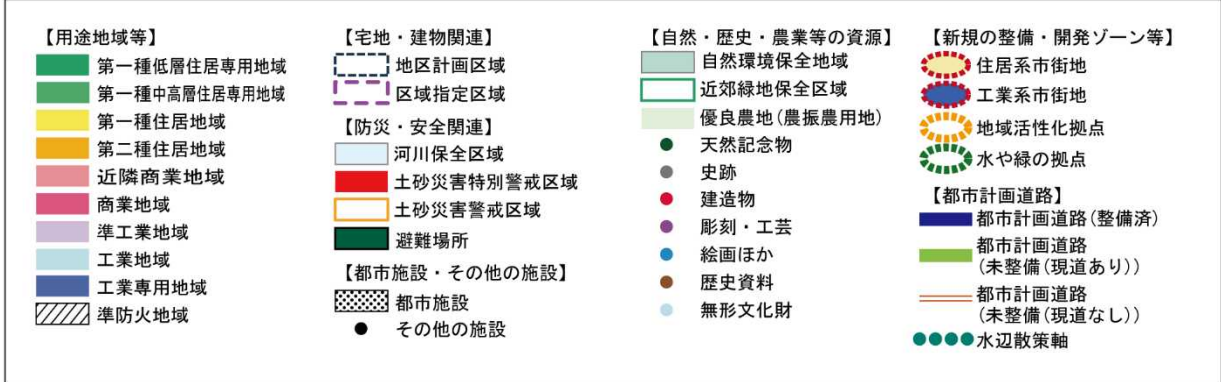 【用途地域等】
第一種低層住居専用地域
第一種中高層住居専用地域
第一種住居地域
第二種住居地域
近隣商業地域
商業地域
準工業地域
工業地域
工業専用地域
準防火地域
【宅地・建物関連】
地区計画区域
区域指定区域
【防災・安全関連】
河川保全区域
土砂災害特別警戒区域
土砂災害警戒区域
避難場所
【都市施設・その他の施設】
都市施設
その他の施設
【自然・歴史・農業等の資源】
自然環境保全地域
近郊緑地保全区域
優良農地(農振農用地)
天然記念物
史跡
建造物
彫刻・工芸
絵画ほか
歴史資料
無形文化財
【新規の整備・開発ゾーン等】
住居系市街地
工業系市街地
地域活性化拠点
水や緑の拠点
【都市計画道路】
都市計画道路(整備済)
都市計画道路
(未整備(現道あり))
都市計画道路
(未整備(現道なし))
水辺散策軸